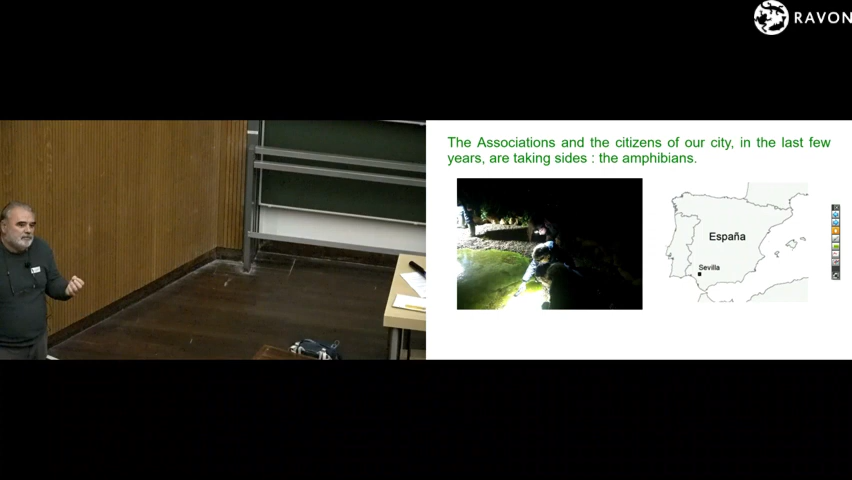 RAVON
The Associations and the citizens of our city, in the last few
years, are taking sides : the amphibians.
España
Sevilla